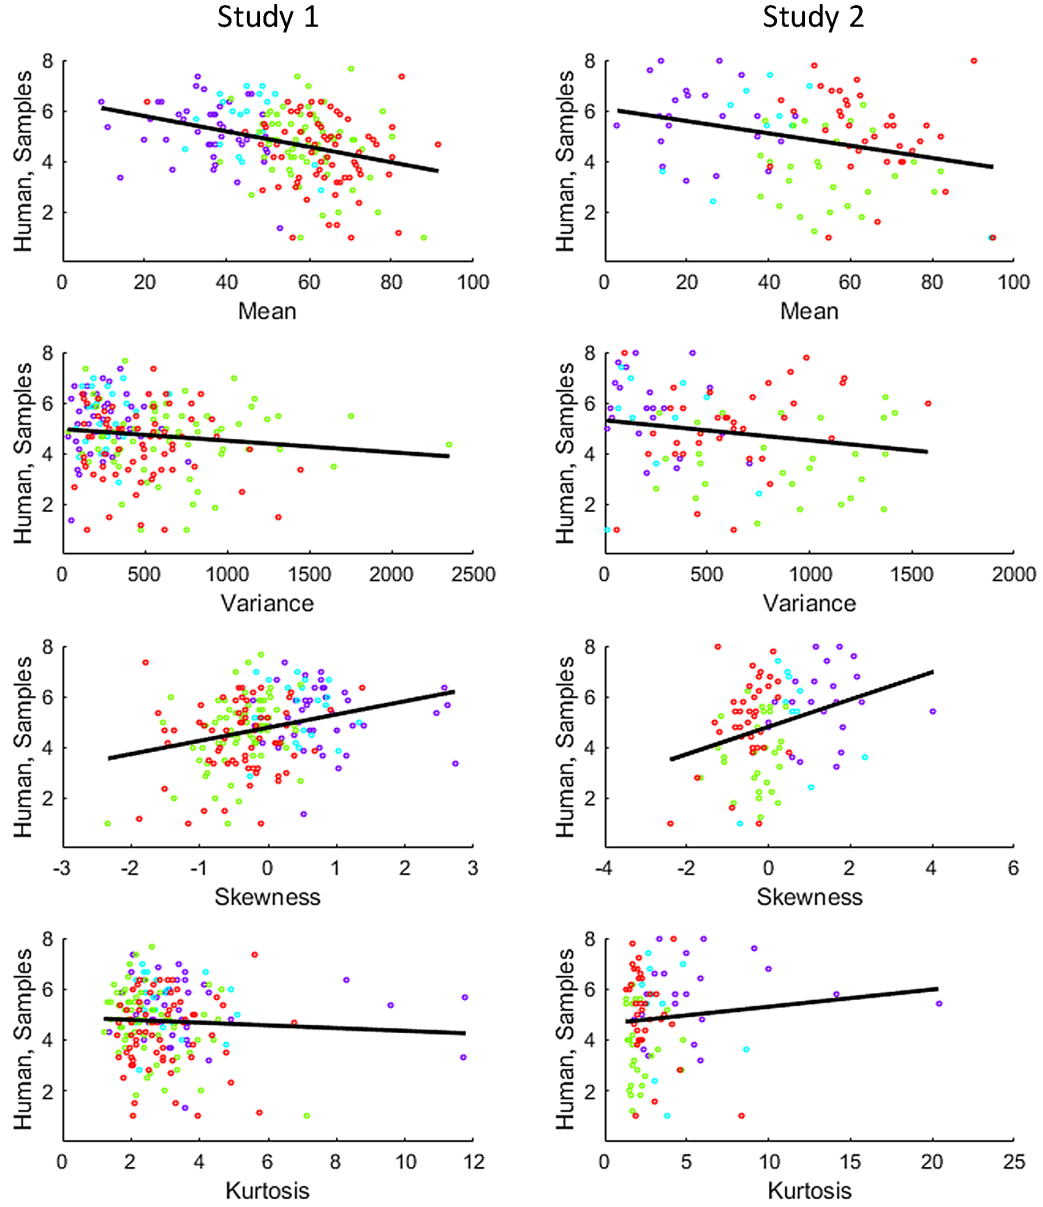 Study 1
Study 2
Human, Samples
8
6
4
2
0 20 40 60 80 100
Mean
Human, Samples
8
6
4
2
0 20 40 60 80 100
Mean
Human, Samples
8
6
4
2
0 500 1000 1500 2000 2500
Variance
Human, Samples
8
6
4
2
0 500 1000 1500 2000
Variance
Human, Samples
8
6
4
2
-3 -2 -1 0 1 2 3
Skewness
Human, Samples
8
6
4
2
-4 -2 0 2 4 6
Skewness
Human, Samples
8
6
4
2
0 2 4 6 8 10 12
Kurtosis
Human, Samples
8
6
4
2
0 5 10 15 20 25
Kurtosis